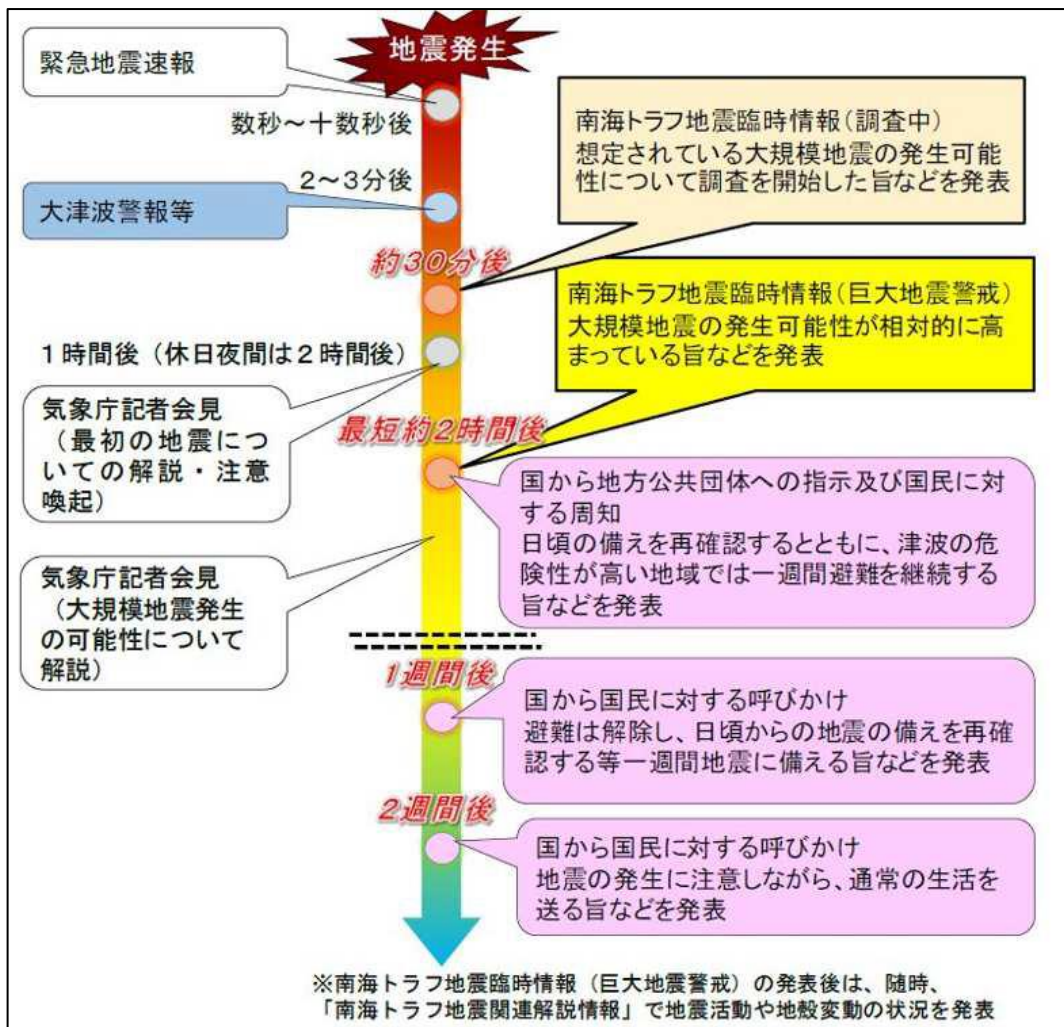 地震発生
緊急地震速報
数秒～十数秒後
2～3分後
大津波警報等
南海トラフ地震臨時情報(調査中)
想定されている大規模地震の発生可能
性について調査を開始した旨などを発表
約30分後
南海トラフ地震臨時情報(巨大地震警戒)
大規模地震の発生可能性が相対的に高
まっている旨などを発表
1時間後（休日夜間は2時間後）
気象庁記者会見
（最初の地震につ
いての解説・注意
喚起）
最短約2時間後
国から地方公共団体への指示及び国民に対
する周知
日頃の備えを再確認するとともに、津波の危
険性が高い地域では一週間避難を継続する
旨などを発表
気象庁記者会見
（大規模地震発生
の可能性について
解説）
1週間後
国から国民に対する呼びかけ
避難は解除し、日頃からの地震の備えを再確
認する等一週間地震に備える旨などを発表
2週間後
国から国民に対する呼びかけ
地震の発生に注意しながら、通常の生活を
送る旨などを発表
※南海トラフ地震臨時情報（巨大地震警戒）の発表後は、随時、
「南海トラフ地震関連解説情報」で地震活動や地殻変動の状況を発表